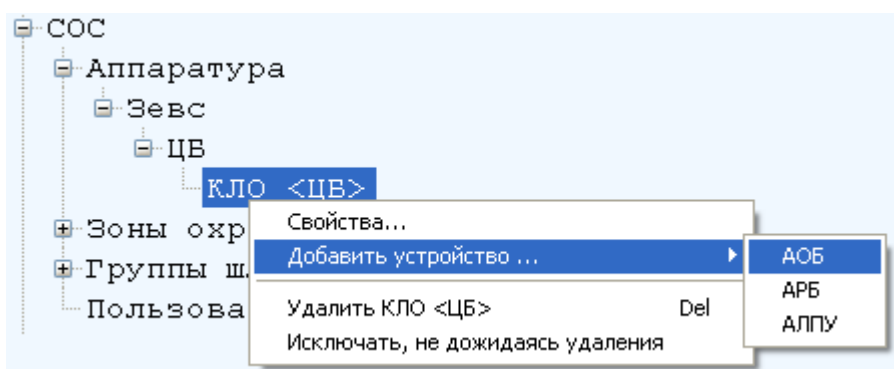 СОС
Аппаратура
Зевс
ЦБ
КЛО <ЦБ>
Зоны охр
Свойства...
Группы ш
Добавить устройство ...
АОБ
Пользова
Удалить КЛО <ЦБ> Del
АРБ
Исключать, не дожидаясь удаления
АЛПУ